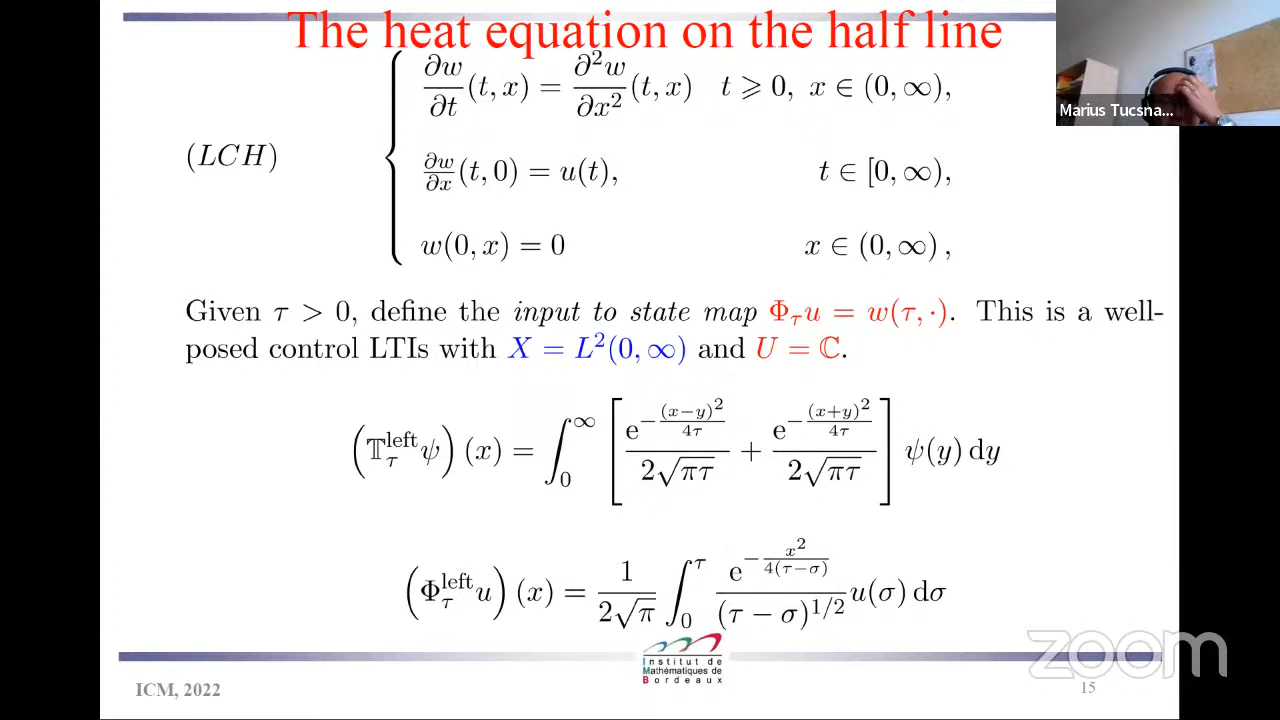 The heat equation on the half line
Marius Tucsna...
(LCH) { ∂w/∂t (t, x) = ∂²w/∂x² (t, x) t ⩾ 0, x ∈ (0, ∞),
∂w/∂x (t, 0) = u(t), t ∈ [0, ∞),
w(0, x) = 0 x ∈ (0, ∞) ,
Given τ > 0, define the input to state map Φ_τ u = w(τ, ·). This is a well-
posed control LTIs with X = L²(0, ∞) and U = ℂ.
(𝕋_τ^left ψ) (x) = ∫_0^∞ [ e^{−(x−y)²/4τ} / 2√πτ + e^{−(x+y)²/4τ} / 2√πτ ] ψ(y) dy
(Φ_τ^left u) (x) = 1/2√π ∫_0^τ e^{−x²/4(τ−σ)} / (τ − σ)^{1/2} u(σ) dσ
zoom
Institut de
Mathématiques de
Bordeaux
ICM, 2022
15